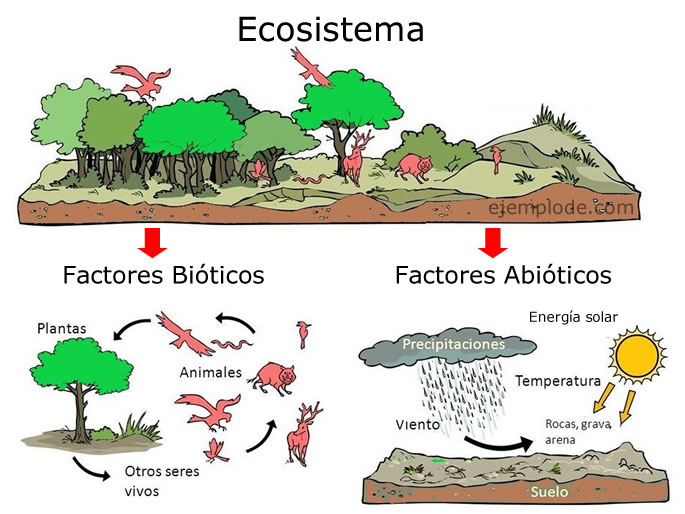 Ecosistema
ejemplode.com
Factores Bióticos
Factores Abióticos
Plantas
Animales
Otros seres
vivos
Energía solar
Precipitaciones
Temperatura
Viento
Rocas, grava,
arena
Suelo